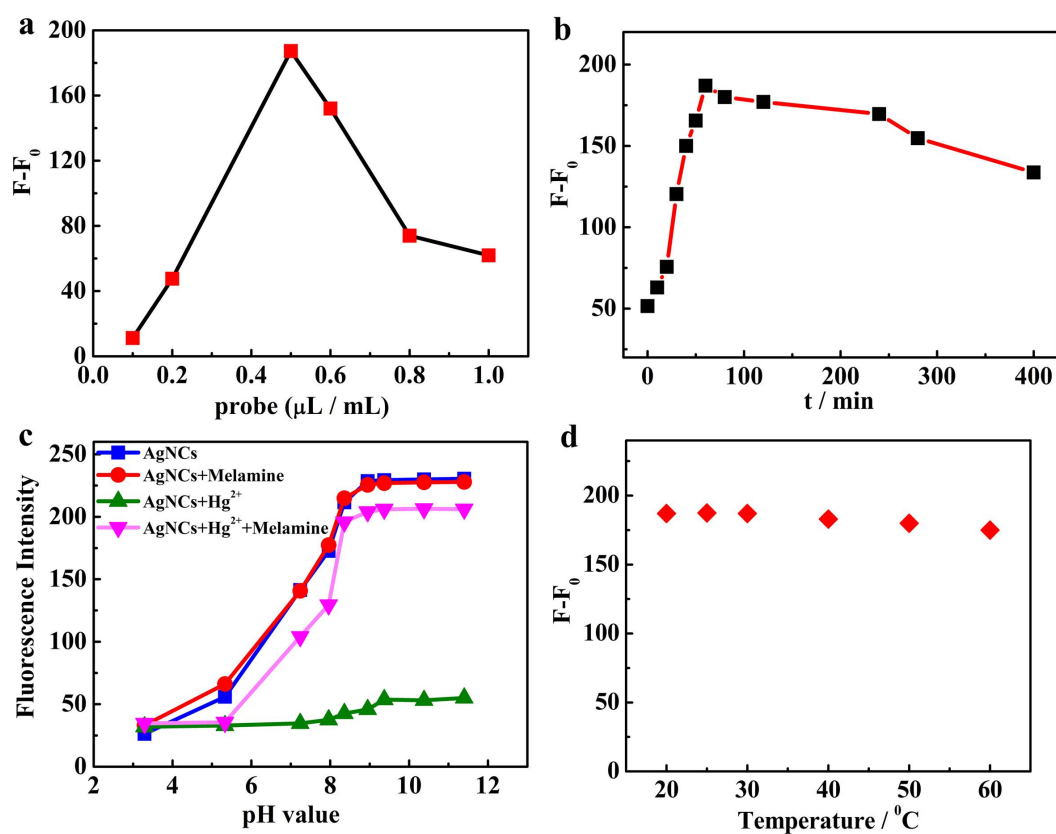 a
200
160
120
80
40
0
F-F0
0.0 0.2 0.4 0.6 0.8 1.0
probe (μL / mL)
b
200
150
100
50
F-F0
0 100 200 300 400
t / min
c
250
200
150
100
50
0
Fluorescence Intensity
AgNCs
AgNCs+Melamine
AgNCs+Hg2+
AgNCs+Hg2++Melamine
2 4 6 8 10 12
pH value
d
250
200
150
100
50
0
F-F0
20 30 40 50 60
Temperature / 0C